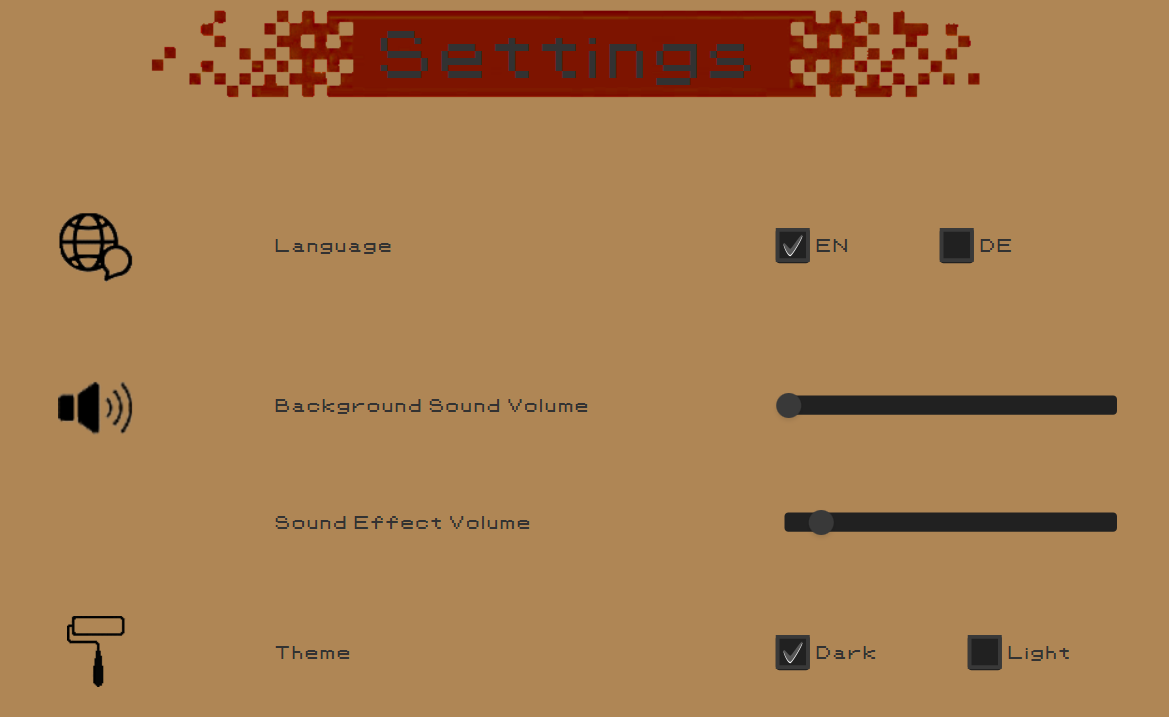 Settings
Language EN DE
Background Sound Volume
Sound Effect Volume
Theme Dark Light